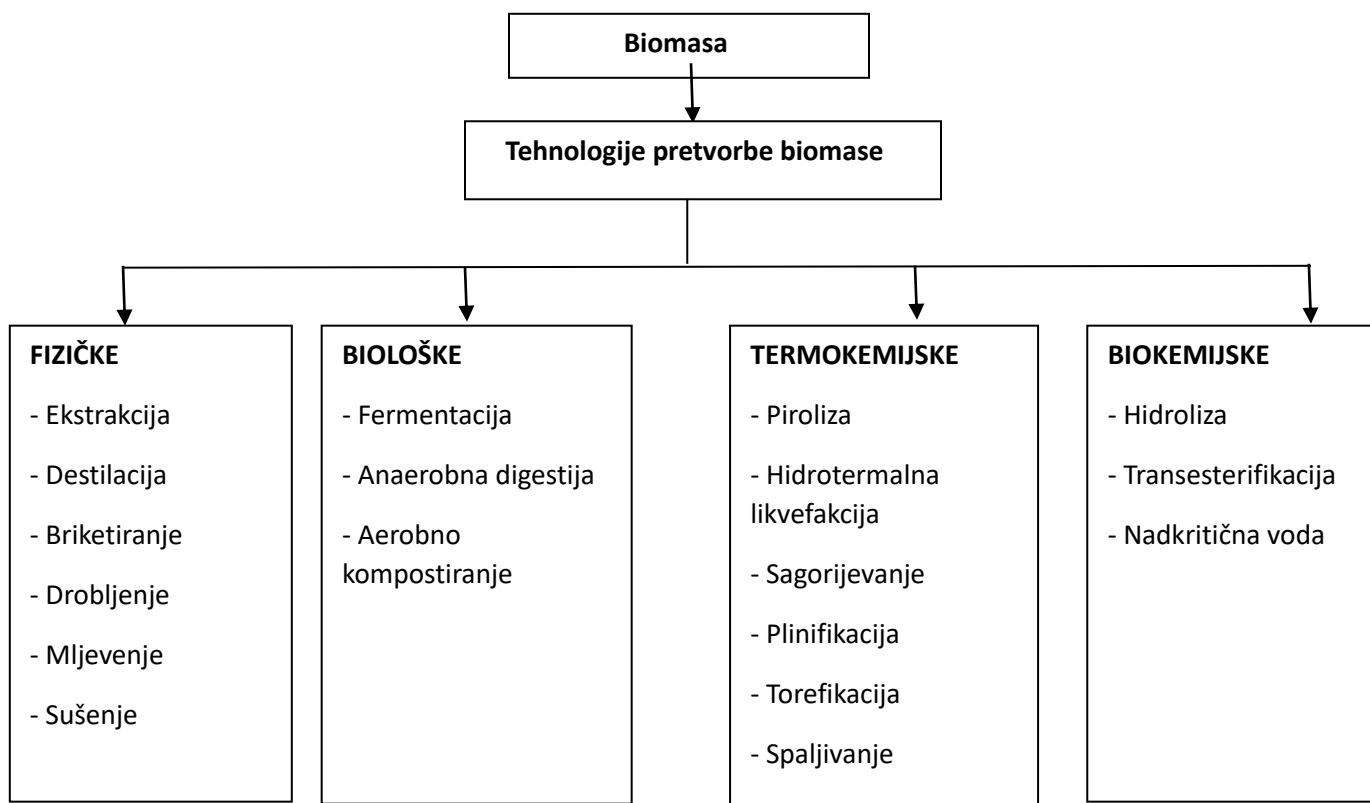 Biomasa
Tehnologije pretvorbe biomase
FIZIČKE
- Ekstrakcija
- Destilacija
- Briketiranje
- Drobljenje
- Mljevenje
- Sušenje
BIOLOŠKE
- Fermentacija
- Anaerobna digestija
- Aerobno
kompostiranje
TERMOKEMIJSKE
- Piroliza
- Hidrotermalna
likvefakcija
- Sagorijevanje
- Plinifikacija
- Torefikacija
- Spaljivanje
BIOKEMIJSKE
- Hidroliza
- Transesterifikacija
- Nadkritična voda